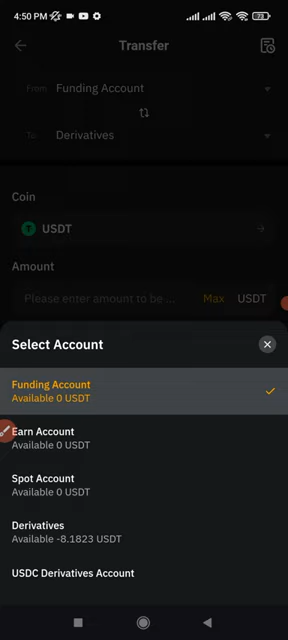 4:50 PM
73
Transfer
From Funding Account
To Derivatives
Coin
USDT
Amount
Please enter amount to be ... Max USDT
Select Account
Funding Account
Available 0 USDT
Earn Account
Available 0 USDT
Spot Account
Available 0 USDT
Derivatives
Available -8.1823 USDT
USDC Derivatives Account